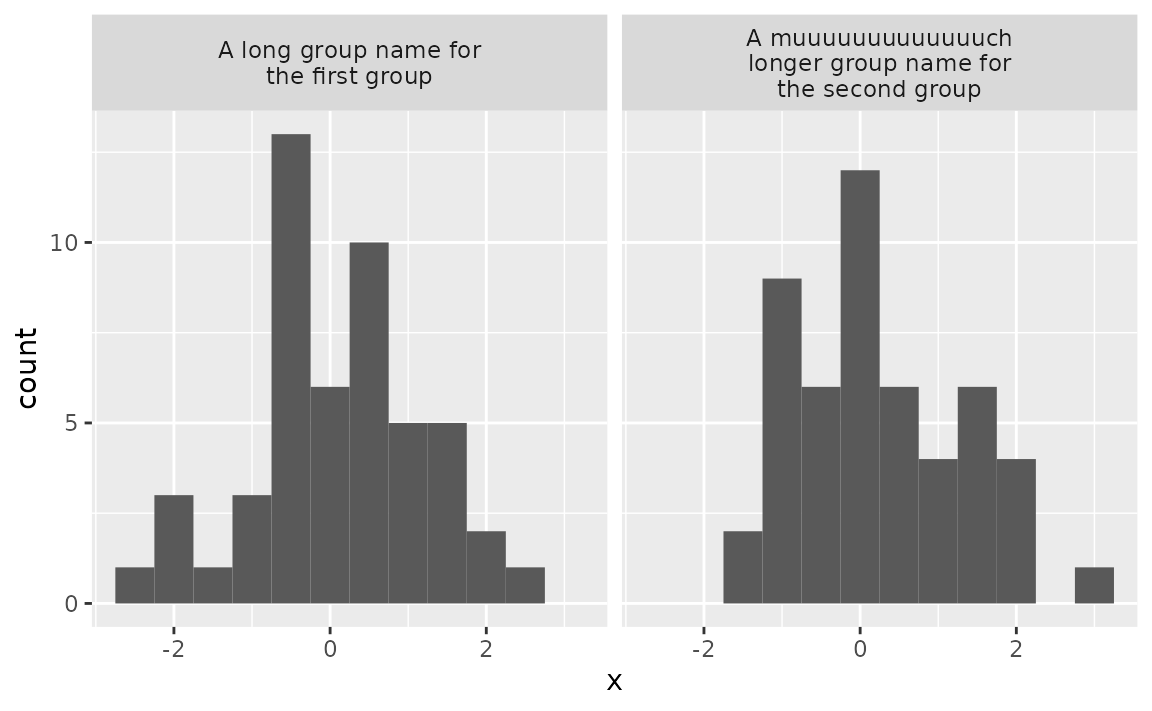 A long group name for
the first group
A muuuuuuuuuuuuuuch
longer group name for
the second group
count
10
5
0
-2 0 2
-2 0 2
x